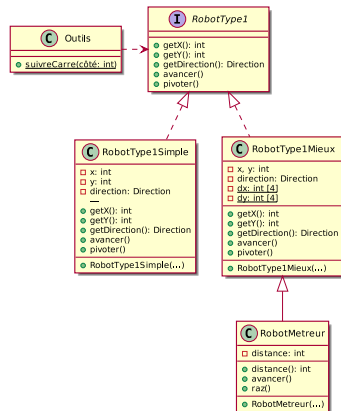 I RobotType1
+getX(): int
+getY(): int
+getDirection(): Direction
+avancer()
+pivoter()
C Outils
+suivreCarre(côté: int)
C RobotType1Simple
x: int
y: int
direction: Direction
+getX(): int
+getY(): int
+getDirection(): Direction
+avancer()
+pivoter()
+RobotType1Simple(...)
C RobotType1Mieux
x, y: int
direction: Direction
dx: int [4]
dy: int [4]
+getX(): int
+getY(): int
+getDirection(): Direction
+avancer()
+pivoter()
+RobotType1Mieux(...)
C RobotMetreur
distance: int
+distance(): int
+avancer()
+raz()
+RobotMetreur(...)